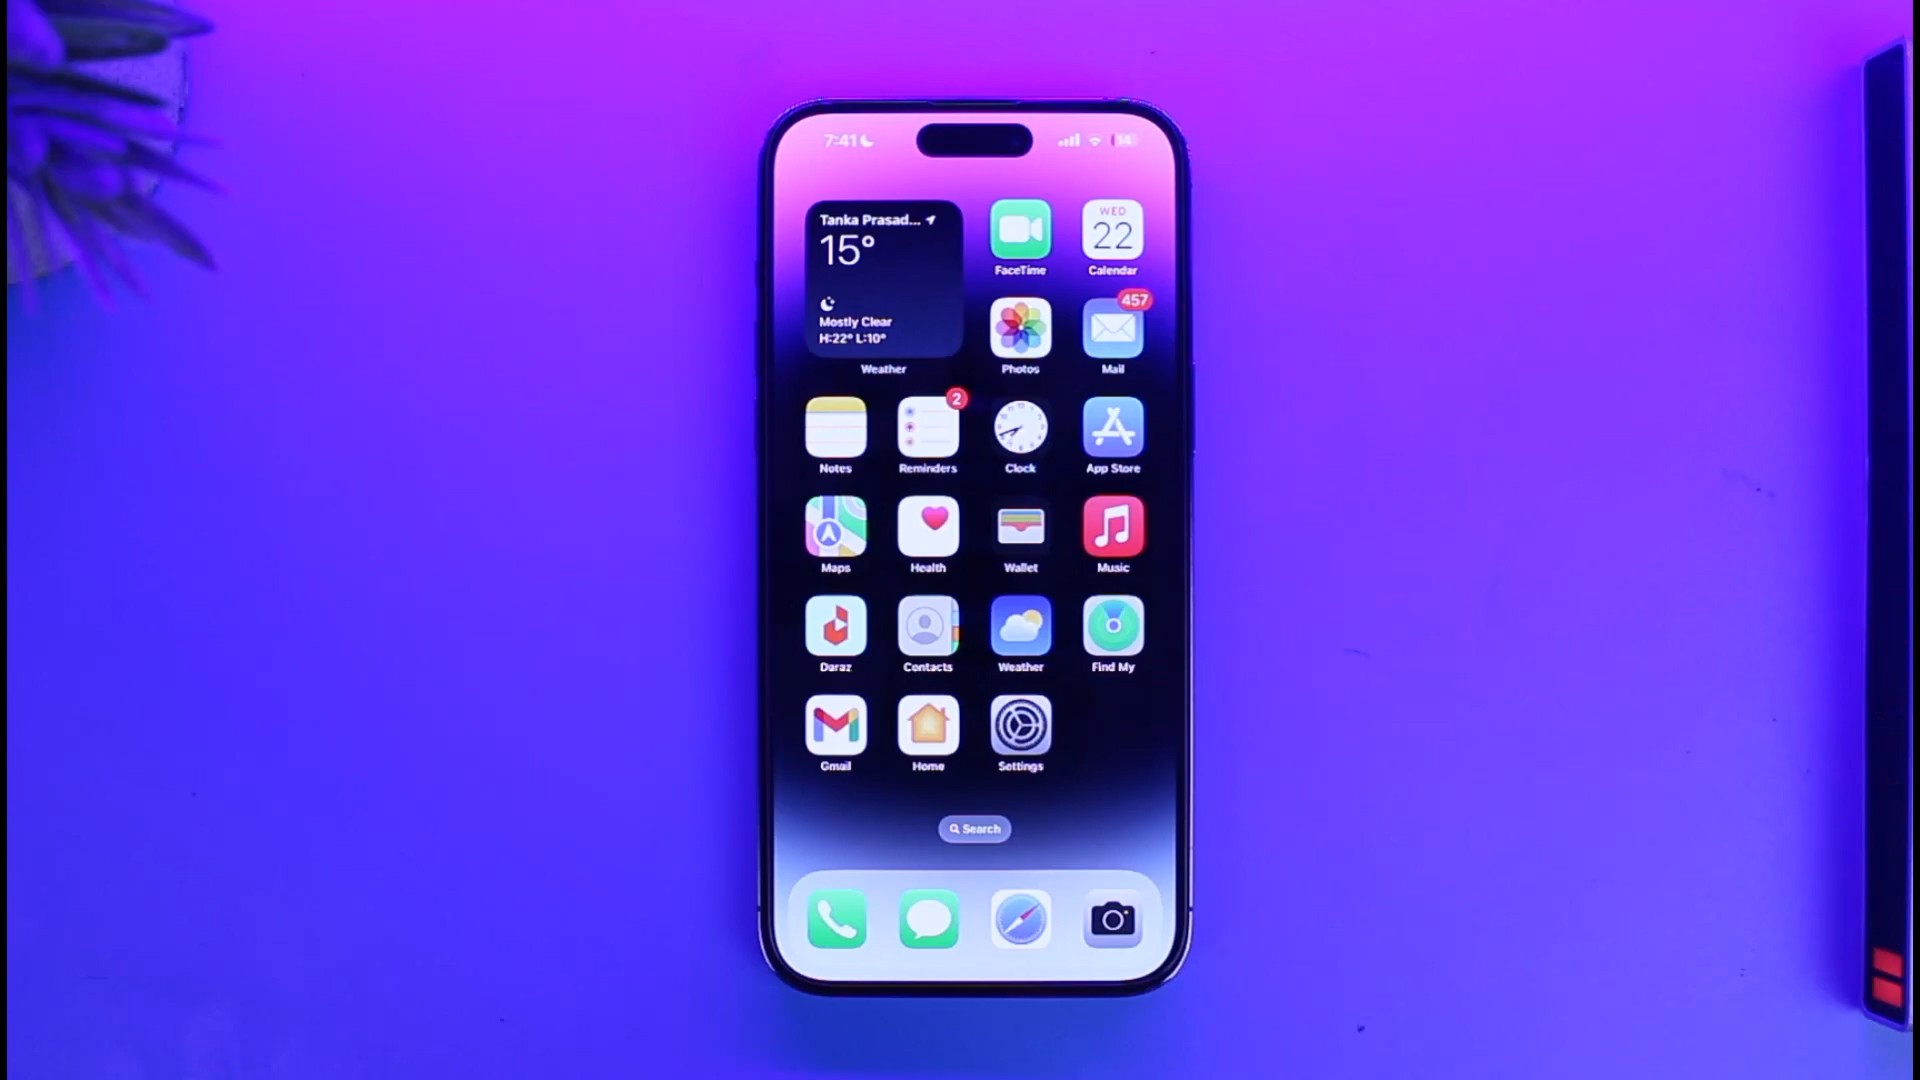 7:41
14
Tanka Prasad...
15°
Mostly Clear
H:22° L:10°
Weather
FaceTime
WED
22
Calendar
Photos
457
Mail
Notes
2
Reminders
Clock
App Store
Maps
Health
Wallet
Music
Daraz
Contacts
Weather
Find My
Gmail
Home
Settings
Search